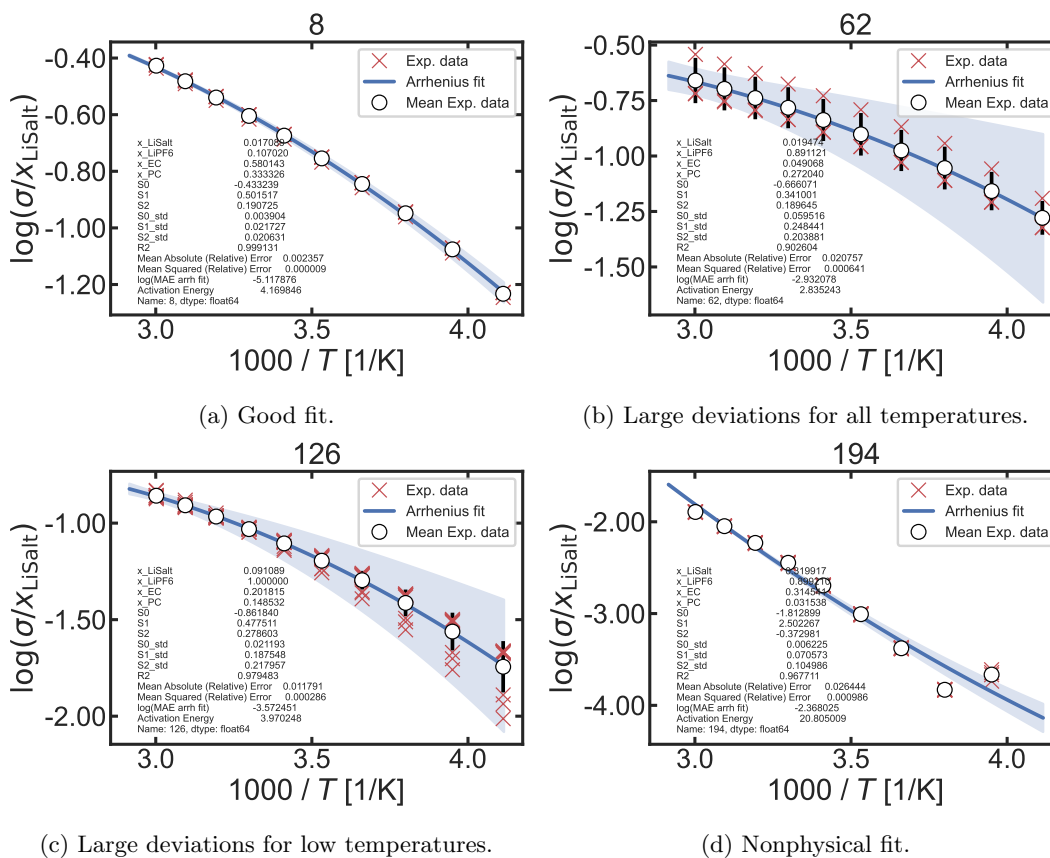 8
log(σ/x_LiSalt)
-0.40
-0.60
-0.80
-1.00
-1.20
Exp. data
Arrhenius fit
Mean Exp. data
x_LiSalt 0.017089
x_LiPF6 0.107020
x_EC 0.580143
x_PC 0.333326
S0 -0.433239
S1 0.501517
S2 0.190725
S0_std 0.003904
S1_std 0.021727
S2_std 0.020631
R2 0.999131
Mean Absolute (Relative) Error 0.002357
Mean Squared (Relative) Error 0.000009
log(MAE arrh fit) -5.117876
Activation Energy 4.169846
Name: 8, dtype: float64
3.0 3.5 4.0
1000 / T [1/K]
(a) Good fit.
62
log(σ/x_LiSalt)
-0.50
-0.75
-1.00
-1.25
-1.50
Exp. data
Arrhenius fit
Mean Exp. data
x_LiSalt 0.019474
x_LiPF6 0.891121
x_EC 0.049068
x_PC 0.272040
S0 -0.666071
S1 0.341001
S2 0.189645
S0_std 0.059516
S1_std 0.248441
S2_std 0.203881
R2 0.902604
Mean Absolute (Relative) Error 0.020757
Mean Squared (Relative) Error 0.000641
log(MAE arrh fit) -2.932078
Activation Energy 2.835243
Name: 62, dtype: float64
3.0 3.5 4.0
1000 / T [1/K]
(b) Large deviations for all temperatures.
126
log(σ/x_LiSalt)
-1.00
-1.50
-2.00
Exp. data
Arrhenius fit
Mean Exp. data
x_LiSalt 0.091089
x_LiPF6 1.000000
x_EC 0.201815
x_PC 0.148532
S0 -0.861840
S1 0.477511
S2 0.278603
S0_std 0.021193
S1_std 0.187548
S2_std 0.217957
R2 0.979483
Mean Absolute (Relative) Error 0.011791
Mean Squared (Relative) Error 0.000286
log(MAE arrh fit) -3.572451
Activation Energy 3.970248
Name: 126, dtype: float64
3.0 3.5 4.0
1000 / T [1/K]
(c) Large deviations for low temperatures.
194
log(σ/x_LiSalt)
-2.00
-3.00
-4.00
Exp. data
Arrhenius fit
Mean Exp. data
x_LiSalt
x_LiPF6
x_EC
x_PC 0.031538
S0 -1.812899
S1 2.502267
S2 -0.372981
S0_std 0.006225
S1_std 0.070573
S2_std 0.104986
R2 0.967711
Mean Absolute (Relative) Error 0.026444
Mean Squared (Relative) Error 0.000986
log(MAE arrh fit) -2.368025
Activation Energy 20.805009
Name: 194, dtype: float64
3.0 3.5 4.0
1000 / T [1/K]
(d) Nonphysical fit.